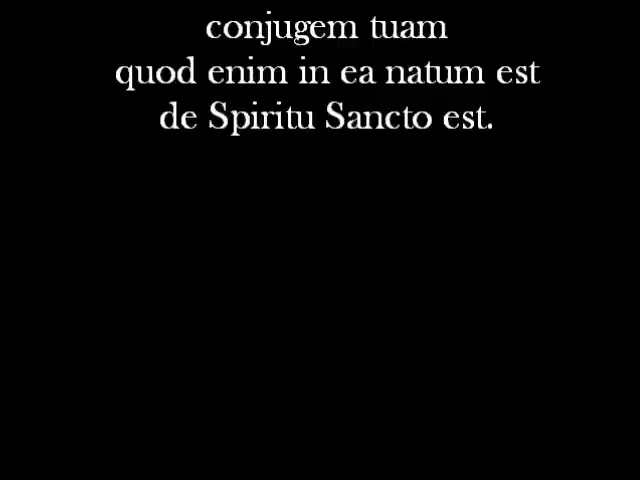 conjugem tuam
quod enim in ea natum est
de Spiritu Sancto est.